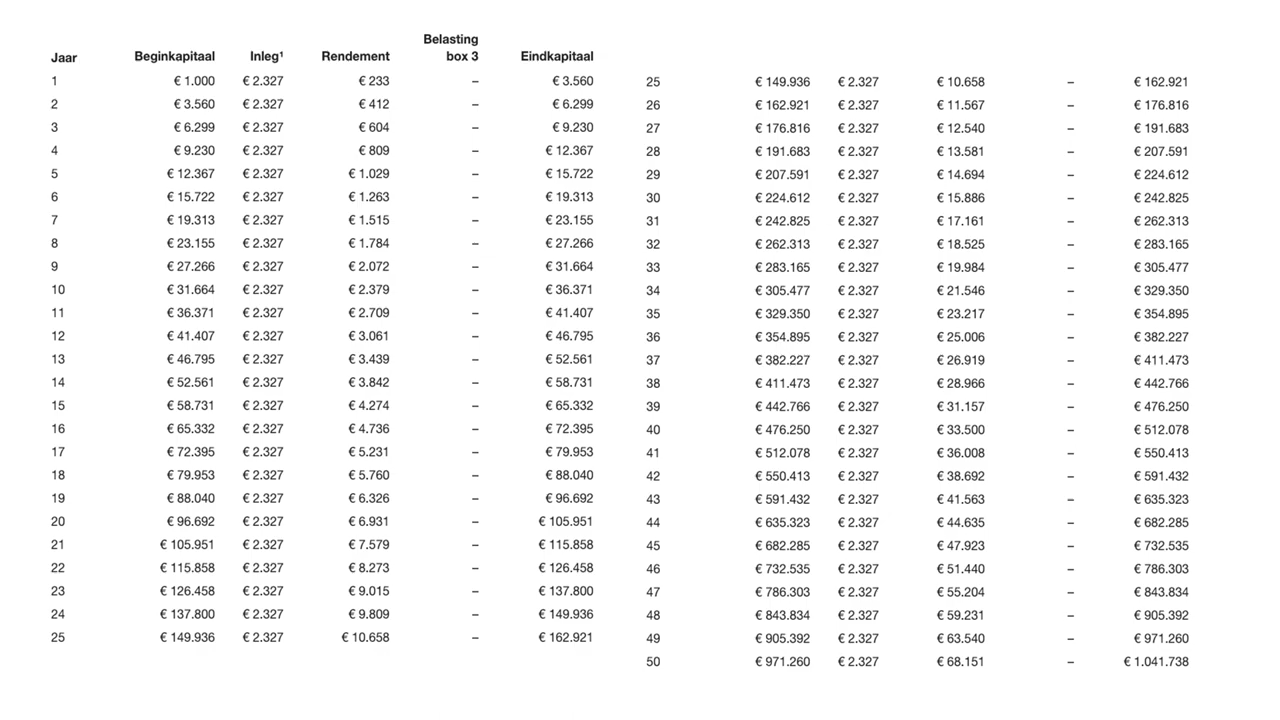 Jaar Beginkapitaal Inleg¹ Rendement Belasting box 3 Eindkapitaal
1 € 1.000 € 2.327 € 233 – € 3.560
2 € 3.560 € 2.327 € 412 – € 6.299
3 € 6.299 € 2.327 € 604 – € 9.230
4 € 9.230 € 2.327 € 809 – € 12.367
5 € 12.367 € 2.327 € 1.029 – € 15.722
6 € 15.722 € 2.327 € 1.263 – € 19.313
7 € 19.313 € 2.327 € 1.515 – € 23.155
8 € 23.155 € 2.327 € 1.784 – € 27.266
9 € 27.266 € 2.327 € 2.072 – € 31.664
10 € 31.664 € 2.327 € 2.379 – € 36.371
11 € 36.371 € 2.327 € 2.709 – € 41.407
12 € 41.407 € 2.327 € 3.061 – € 46.795
13 € 46.795 € 2.327 € 3.439 – € 52.561
14 € 52.561 € 2.327 € 3.842 – € 58.731
15 € 58.731 € 2.327 € 4.274 – € 65.332
16 € 65.332 € 2.327 € 4.736 – € 72.395
17 € 72.395 € 2.327 € 5.231 – € 79.953
18 € 79.953 € 2.327 € 5.760 – € 88.040
19 € 88.040 € 2.327 € 6.326 – € 96.692
20 € 96.692 € 2.327 € 6.931 – € 105.951
21 € 105.951 € 2.327 € 7.579 – € 115.858
22 € 115.858 € 2.327 € 8.273 – € 126.458
23 € 126.458 € 2.327 € 9.015 – € 137.800
24 € 137.800 € 2.327 € 9.809 – € 149.936
25 € 149.936 € 2.327 € 10.658 – € 162.921
25 € 149.936 € 2.327 € 10.658 – € 162.921
26 € 162.921 € 2.327 € 11.567 – € 176.816
27 € 176.816 € 2.327 € 12.540 – € 191.683
28 € 191.683 € 2.327 € 13.581 – € 207.591
29 € 207.591 € 2.327 € 14.694 – € 224.612
30 € 224.612 € 2.327 € 15.886 – € 242.825
31 € 242.825 € 2.327 € 17.161 – € 262.313
32 € 262.313 € 2.327 € 18.525 – € 283.165
33 € 283.165 € 2.327 € 19.984 – € 305.477
34 € 305.477 € 2.327 € 21.546 – € 329.350
35 € 329.350 € 2.327 € 23.217 – € 354.895
36 € 354.895 € 2.327 € 25.006 – € 382.227
37 € 382.227 € 2.327 € 26.919 – € 411.473
38 € 411.473 € 2.327 € 28.966 – € 442.766
39 € 442.766 € 2.327 € 31.157 – € 476.250
40 € 476.250 € 2.327 € 33.500 – € 512.078
41 € 512.078 € 2.327 € 36.008 – € 550.413
42 € 550.413 € 2.327 € 38.692 – € 591.432
43 € 591.432 € 2.327 € 41.563 – € 635.323
44 € 635.323 € 2.327 € 44.635 – € 682.285
45 € 682.285 € 2.327 € 47.923 – € 732.535
46 € 732.535 € 2.327 € 51.440 – € 786.303
47 € 786.303 € 2.327 € 55.204 – € 843.834
48 € 843.834 € 2.327 € 59.231 – € 905.392
49 € 905.392 € 2.327 € 63.540 – € 971.260
50 € 971.260 € 2.327 € 68.151 – € 1.041.738